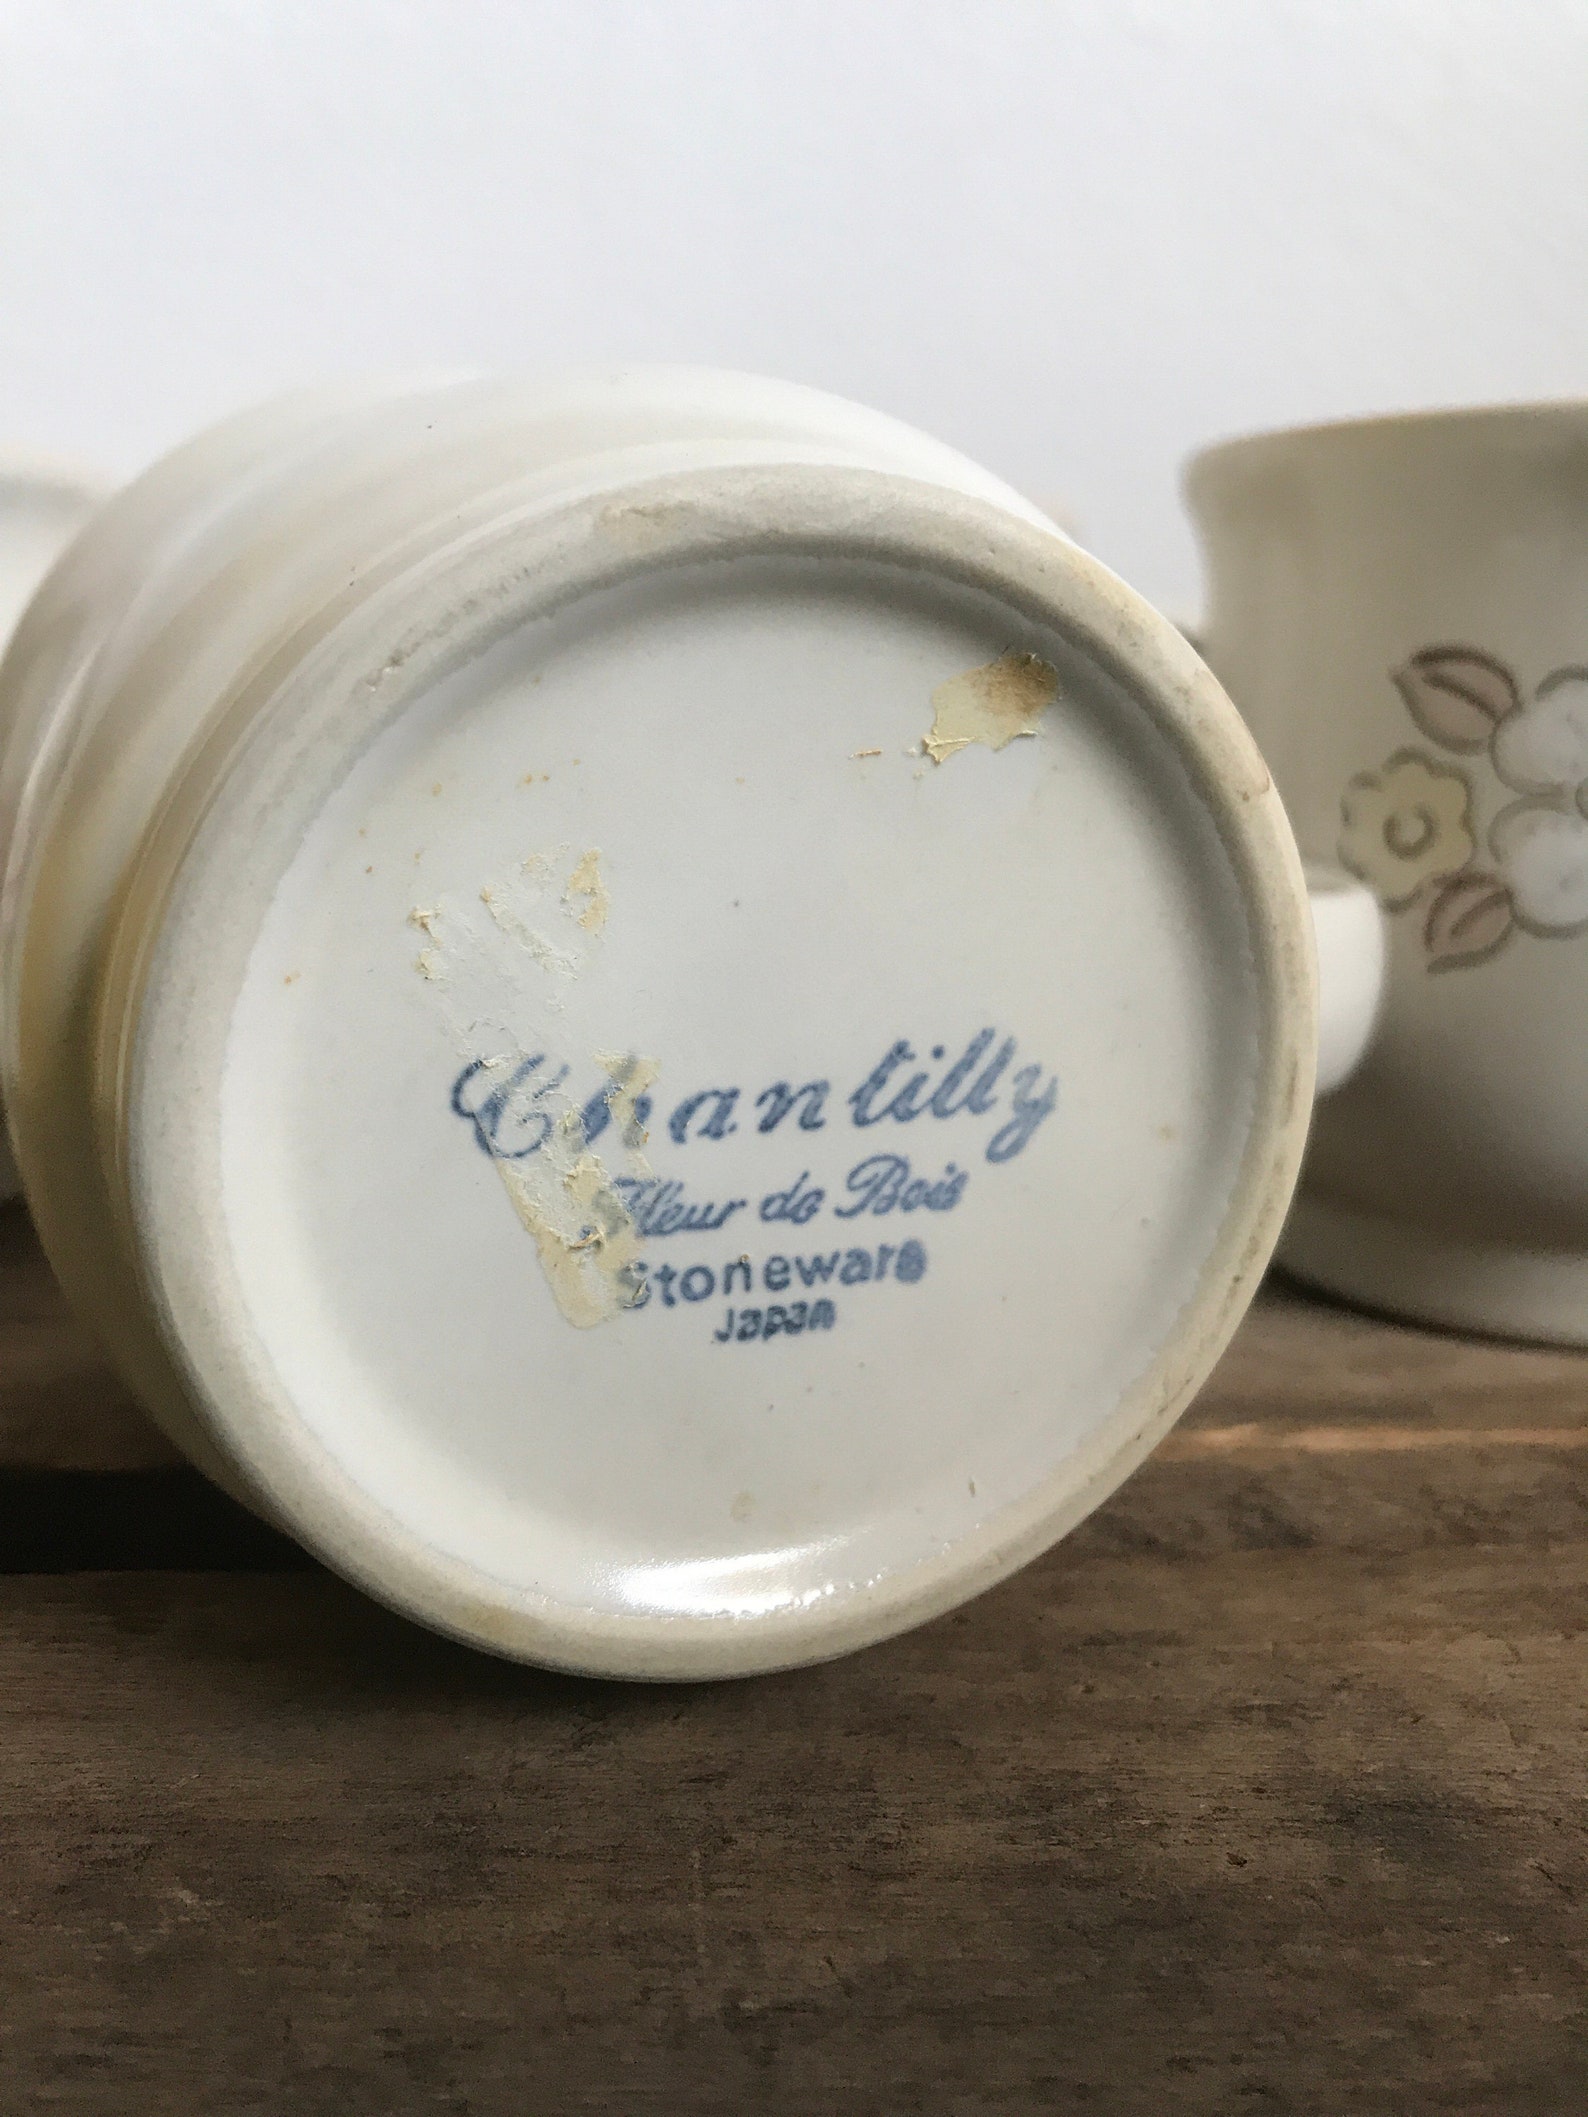 Chantilly
Fleur de Bois
Stoneware
Japan